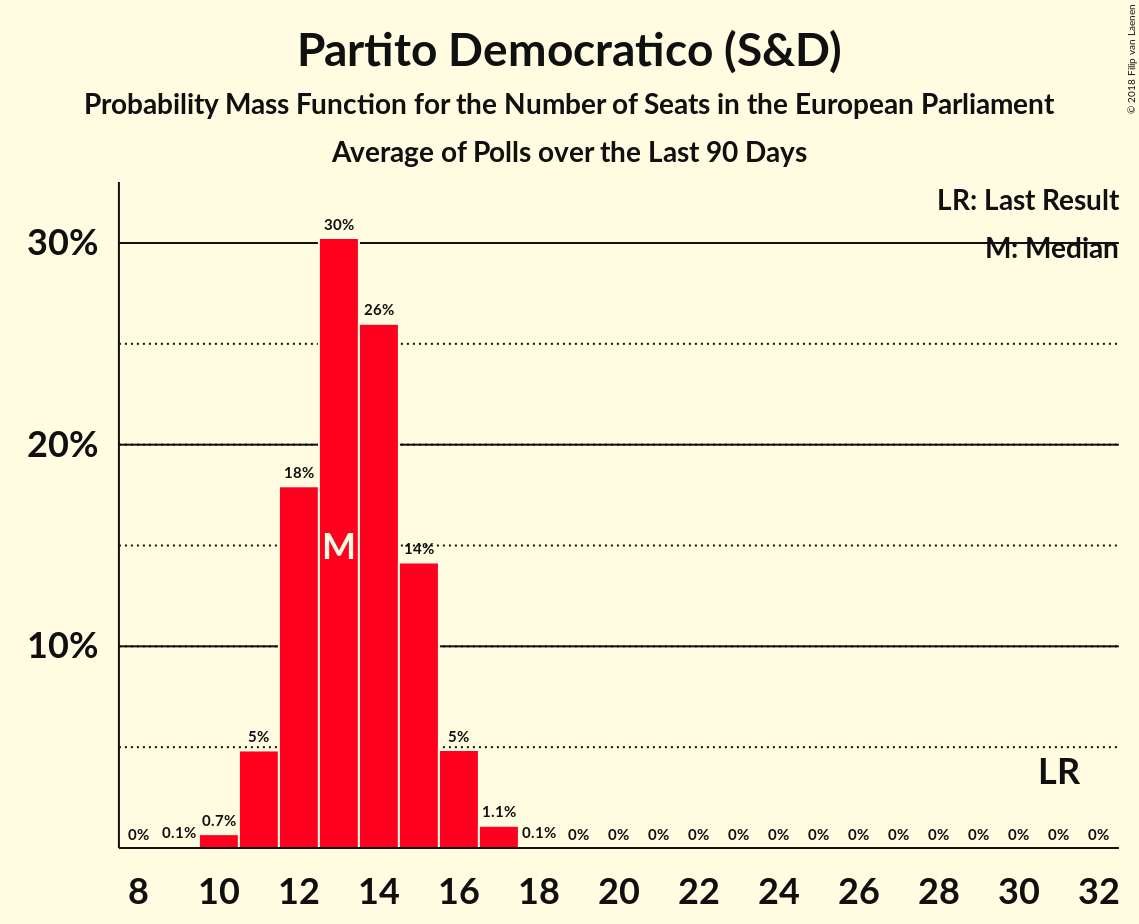 Partito Democratico (S&D)
Probability Mass Function for the Number of Seats in the European Parliament
Average of Polls over the Last 90 Days
© 2018 Filip van Laenen
LR: Last Result
M: Median
30%
20%
10%
0% 0.1% 0.7% 5% 18% 30% 26% 14% 5% 1.1% 0.1% 0% 0% 0% 0% 0% 0% 0% 0% 0% 0% 0% 0% 0% 0%
M
LR
8 10 12 14 16 18 20 22 24 26 28 30 32